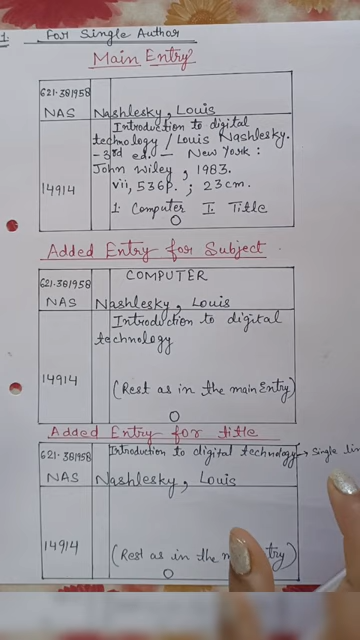 1. For Single Author
Main Entry
621.381958
NAS Nashlesky, Louis
Introduction to digital
technology / Louis Nashlesky.
- 3rd ed. - New York :
John Wiley, 1983.
14914 vii, 536p. ; 23cm.
1. Computer I. Title
Added Entry for Subject
621.381958 COMPUTER
NAS Nashlesky, Louis
Introduction to digital
technology
14914 (Rest as in the main Entry)
Added Entry for title
621.381958 Introduction to digital technology → Single
NAS Nashlesky, Louis
14914 (Rest as in the